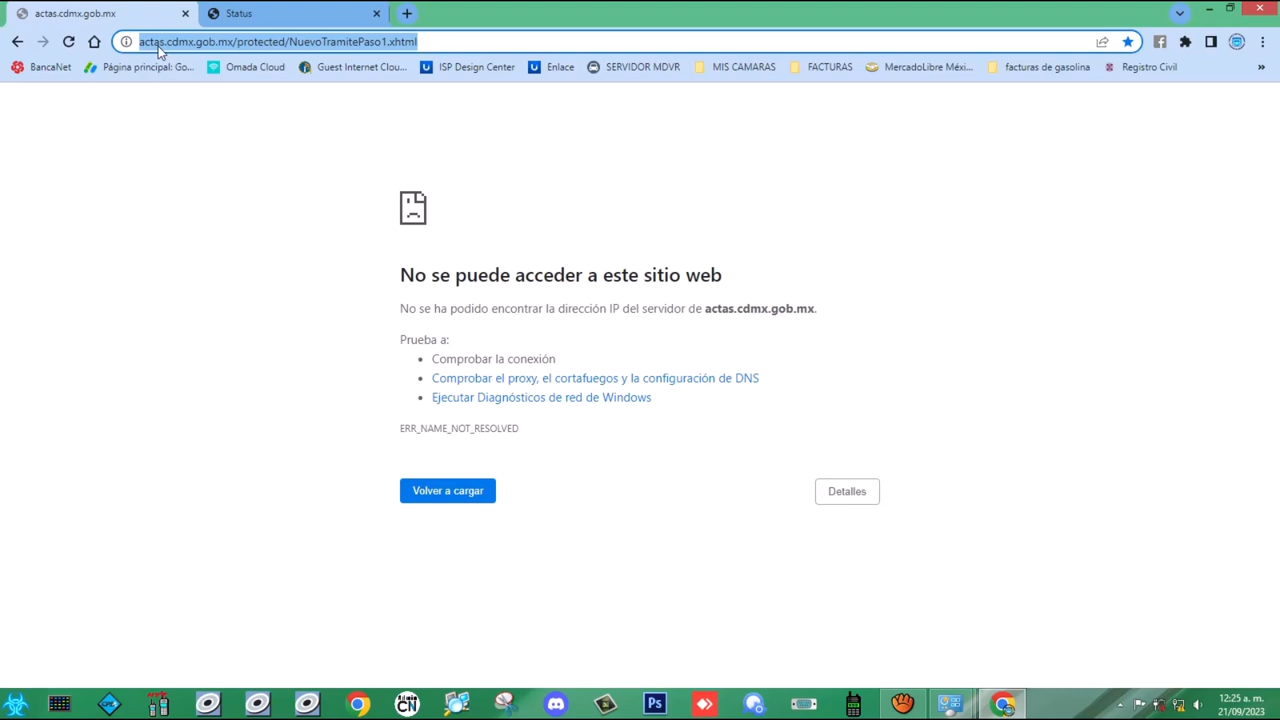 actas.cdmx.gob.mx
Status
actas.cdmx.gob.mx/protected/NuevoTramitePaso1.xhtml
BancaNet
Página principal: Go...
Omada Cloud
Guest Internet Clou...
ISP Design Center
Enlace
SERVIDOR MDVR
MIS CAMARAS
FACTURAS
MercadoLibre Méxi...
facturas de gasolina
Registro Civil
»
No se puede acceder a este sitio web
No se ha podido encontrar la dirección IP del servidor de actas.cdmx.gob.mx.
Prueba a:
• Comprobar la conexión
• Comprobar el proxy, el cortafuegos y la configuración de DNS
• Ejecutar Diagnósticos de red de Windows
ERR_NAME_NOT_RESOLVED
Volver a cargar
Detalles
CN
Ps
12:25 a. m.
21/09/2023